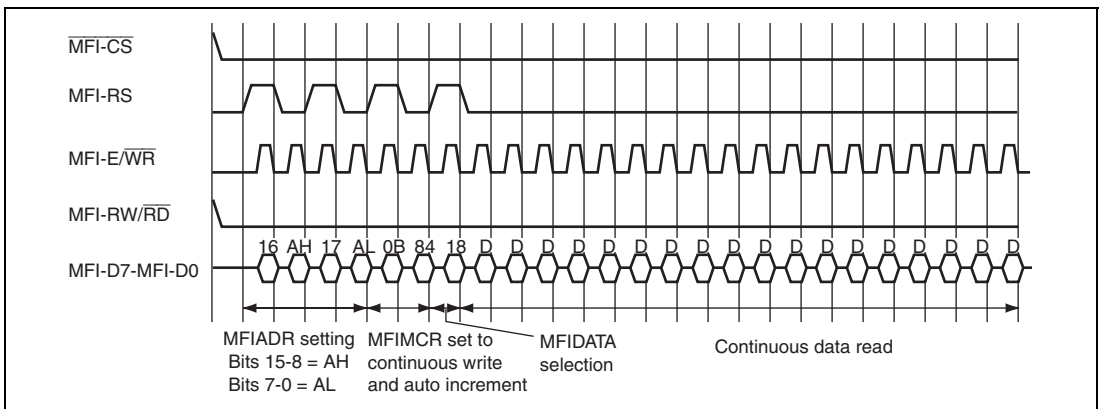 MFI-CS
MFI-RS
MFI-E/WR
MFI-RW/RD
16 AH 17 AL 0B 84 18 D D D D D D D D D D D D D D D D D D
MFI-D7-MFI-D0
MFIADR setting
Bits 15-8 = AH
Bits 7-0 = AL
MFIMCR set to
continuous write
and auto increment
MFIDATA
selection
Continuous data read